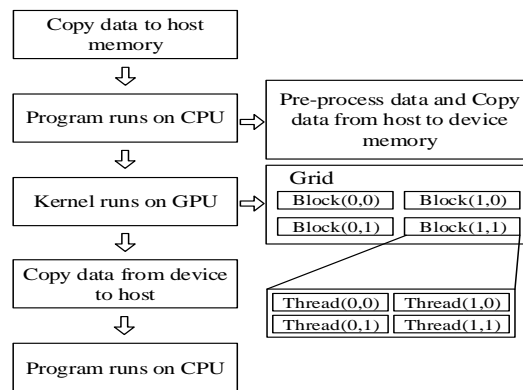 Copy data to host
memory
Program runs on CPU
Pre-process data and Copy
data from host to device
memory
Kernel runs on GPU
Grid
Block(0,0)
Block(1,0)
Block(0,1)
Block(1,1)
Copy data from device
to host
Thread(0,0)
Thread(1,0)
Thread(0,1)
Thread(1,1)
Program runs on CPU